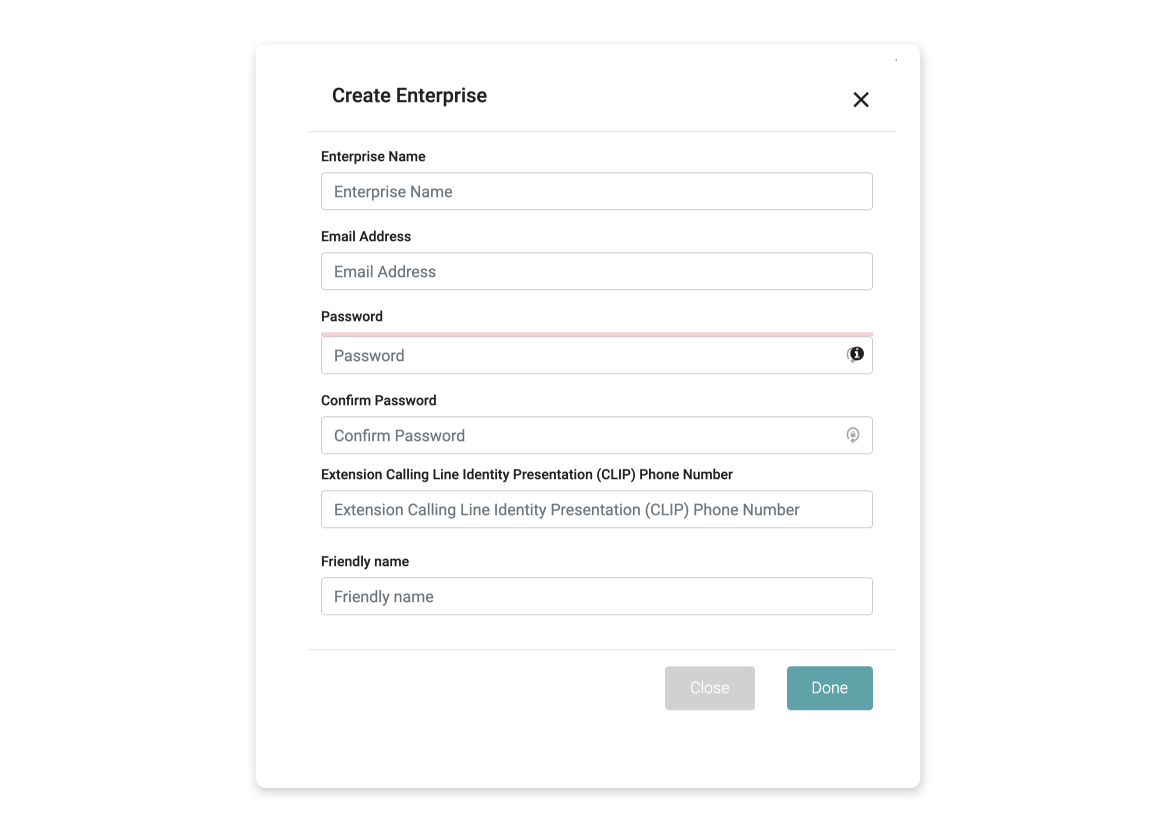 Create Enterprise
Enterprise Name
Enterprise Name
Email Address
Email Address
Password
Password
Confirm Password
Confirm Password
Extension Calling Line Identity Presentation (CLIP) Phone Number
Extension Calling Line Identity Presentation (CLIP) Phone Number
Friendly name
Friendly name
Close Done